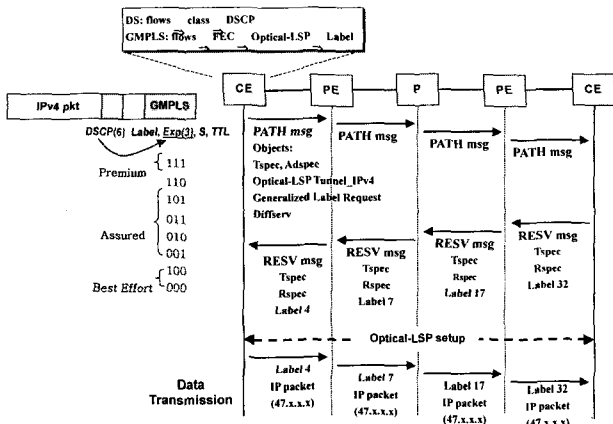 DS: flows class DSCP
GMPLS: flows FEC Optical-LSP Label
CE PE P PE CE
IPv4 pkt GMPLS
DSCP(6) Label, Exp(3), S, TTL
Premium
111
110
Assured
101
011
010
001
Best Effort
100
000
PATH msg
Objects:
Tspec, Adspec
Optical-LSP Tunnel_IPv4
Generalized Label Request
Diffserv
PATH msg
PATH msg
PATH msg
RESV msg
Tspec
Rspec
Label 4
RESV msg
Tspec
Rspec
Label 7
RESV msg
Tspec
Rspec
Label 17
RESV msg
Tspec
Rspec
Label 32
Optical-LSP setup
Data
Transmission
Label 4
IP packet
(47.x.x.x)
Label 7
IP packet
(47.x.x.x)
Label 17
IP packet
(47.x.x.x)
Label 32
IP packet
(47.x.x.x)